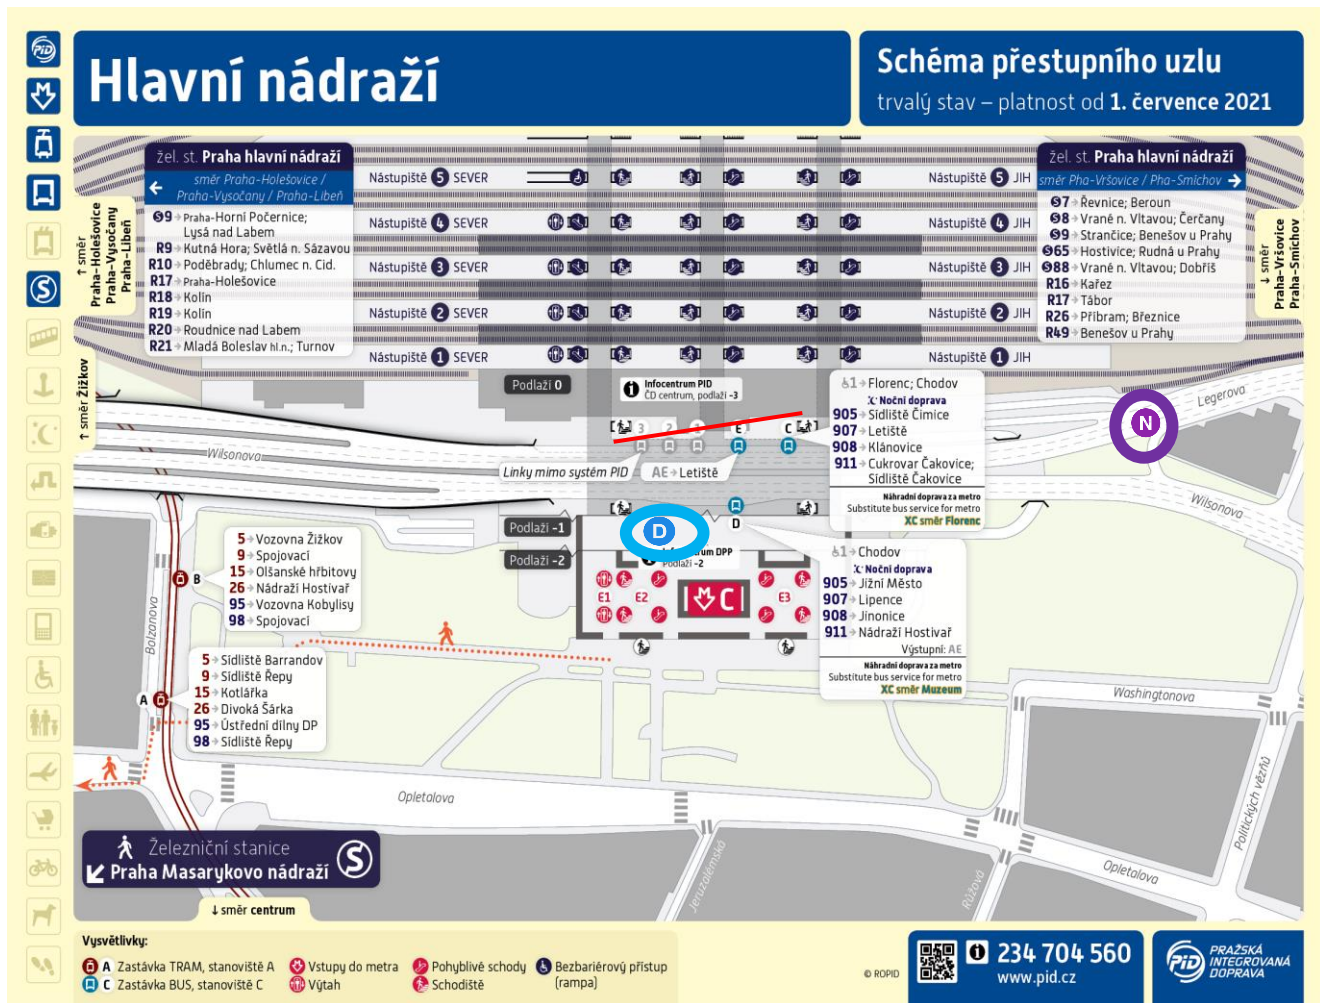 PiD
Hlavní nádraží
Schéma přestupního uzlu
trvalý stav – platnost od 1. července 2021
žel. st. Praha hlavní nádraží
směr Praha-Holešovice /
Praha-Vysočany / Praha-Libeň
S9 Praha-Horní Počernice;
Lysá nad Labem
R9 Kutná Hora; Světlá n. Sázavou
R10 Poděbrady; Chlumec n. Cid.
R17 Praha-Holešovice
R18 Kolín
R19 Kolín
R20 Roudnice nad Labem
R21 Mladá Boleslav hl.n.; Turnov
↑ směr
Praha-Holešovice
Praha-Vysočany
Praha-Libeň
↑ směr Žižkov
Nástupiště 5 SEVER
Nástupiště 5 JIH
Nástupiště 4 SEVER
Nástupiště 4 JIH
Nástupiště 3 SEVER
Nástupiště 3 JIH
Nástupiště 2 SEVER
Nástupiště 2 JIH
Nástupiště 1 SEVER
Nástupiště 1 JIH
žel. st. Praha hlavní nádraží
směr Pha-Vršovice / Pha-Smíchov →
S7 Řevnice; Beroun
S8 Vrané n. Vltavou; Čerčany
S9 Strančice; Benešov u Prahy
S65 Hostivice; Rudná u Prahy
S88 Vrané n. Vltavou; Dobříš
R16 Kařez
R17 Tábor
R26 Příbram; Březnice
R49 Benešov u Prahy
↓ směr
Praha-Vršovice
Praha-Smíchov
Podlaží 0
Infocentrum PID
ČD centrum, podlaží -3
3 2 1 E C
Linky mimo systém PID
AE Letiště
1 Florenc; Chodov
Noční doprava
905 Sídliště Čimice
907 Letiště
908 Klánovice
911 Cukrovar Čakovice;
Sídliště Čakovice
Náhradní doprava za metro
Substitute bus service for metro
XC směr Florenc
N
Legerova
Wilsonova
Wilsonova
Podlaží -1
Podlaží -2
D
D
Infocentrum DPP
Podlaží -2
E1 E2 C E3
1 Chodov
Noční doprava
905 Jižní Město
907 Lipence
908 Jinonice
911 Nádraží Hostivař
Výstupní: AE
Náhradní doprava za metro
Substitute bus service for metro
XC směr Muzeum
5 Vozovna Žižkov
9 Spojovací
15 Olšanské hřbitovy
26 Nádraží Hostivař
95 Vozovna Kobylisy
98 Spojovací
B
Bolzanova
5 Sídliště Barrandov
9 Sídliště Řepy
15 Kotlářka
26 Divoká Šárka
95 Ústřední dílny DP
98 Sídliště Řepy
A
Washingtonova
Opletalova
Politických vězňů
Jeruzalémská
Růžová
Opletalova
Železniční stanice
Praha Masarykovo nádraží
S
↓ směr centrum
Vysvětlivky:
A Zastávka TRAM, stanoviště A
C Zastávka BUS, stanoviště C
Vstupy do metra
Výtah
Pohyblivé schody
Schodiště
Bezbariérový přístup
(rampa)
© ROPID
234 704 560
www.pid.cz
PiD
PRAŽSKÁ
INTEGROVANÁ
DOPRAVA